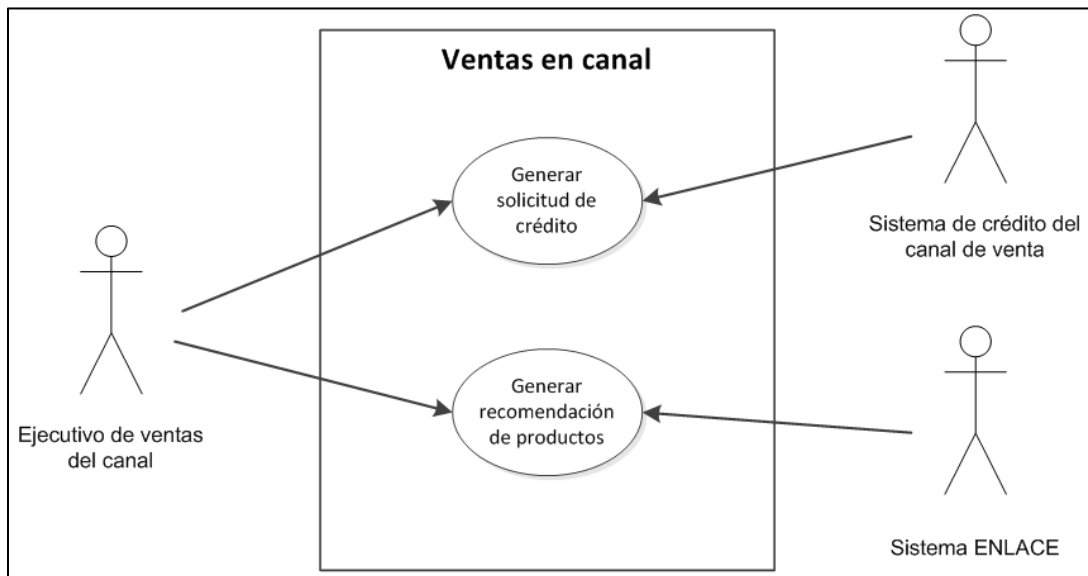 Ventas en canal
Generar
solicitud de
crédito
Sistema de crédito del
canal de venta
Generar
recomendación
de productos
Ejecutivo de ventas
del canal
Sistema ENLACE